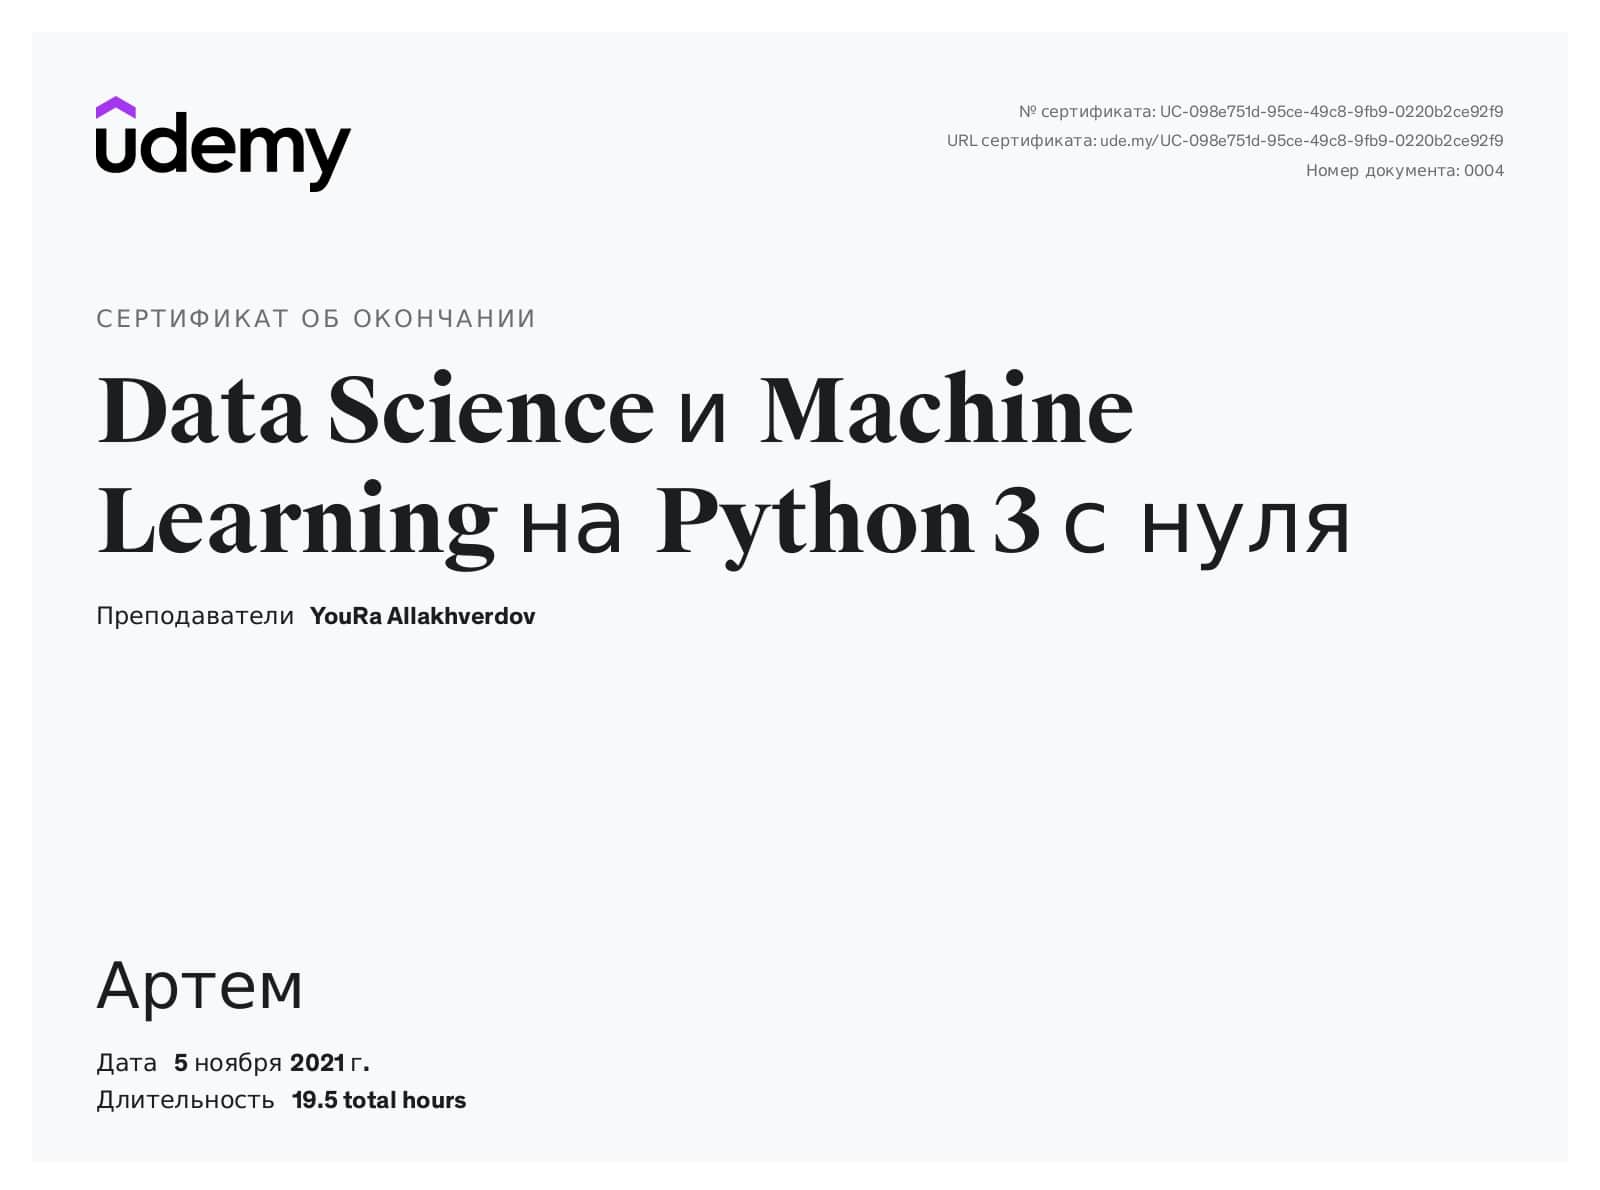 udemy
№ сертификата: UC-098e751d-95ce-49c8-9fb9-0220b2ce92f9
URL сертификата: ude.my/UC-098e751d-95ce-49c8-9fb9-0220b2ce92f9
Номер документа: 0004
СЕРТИФИКАТ ОБ ОКОНЧАНИИ
Data Science и Machine
Learning на Python 3 с нуля
Преподаватели YouRa Allakhverdov
Артем
Дата 5 ноября 2021 г.
Длительность 19.5 total hours